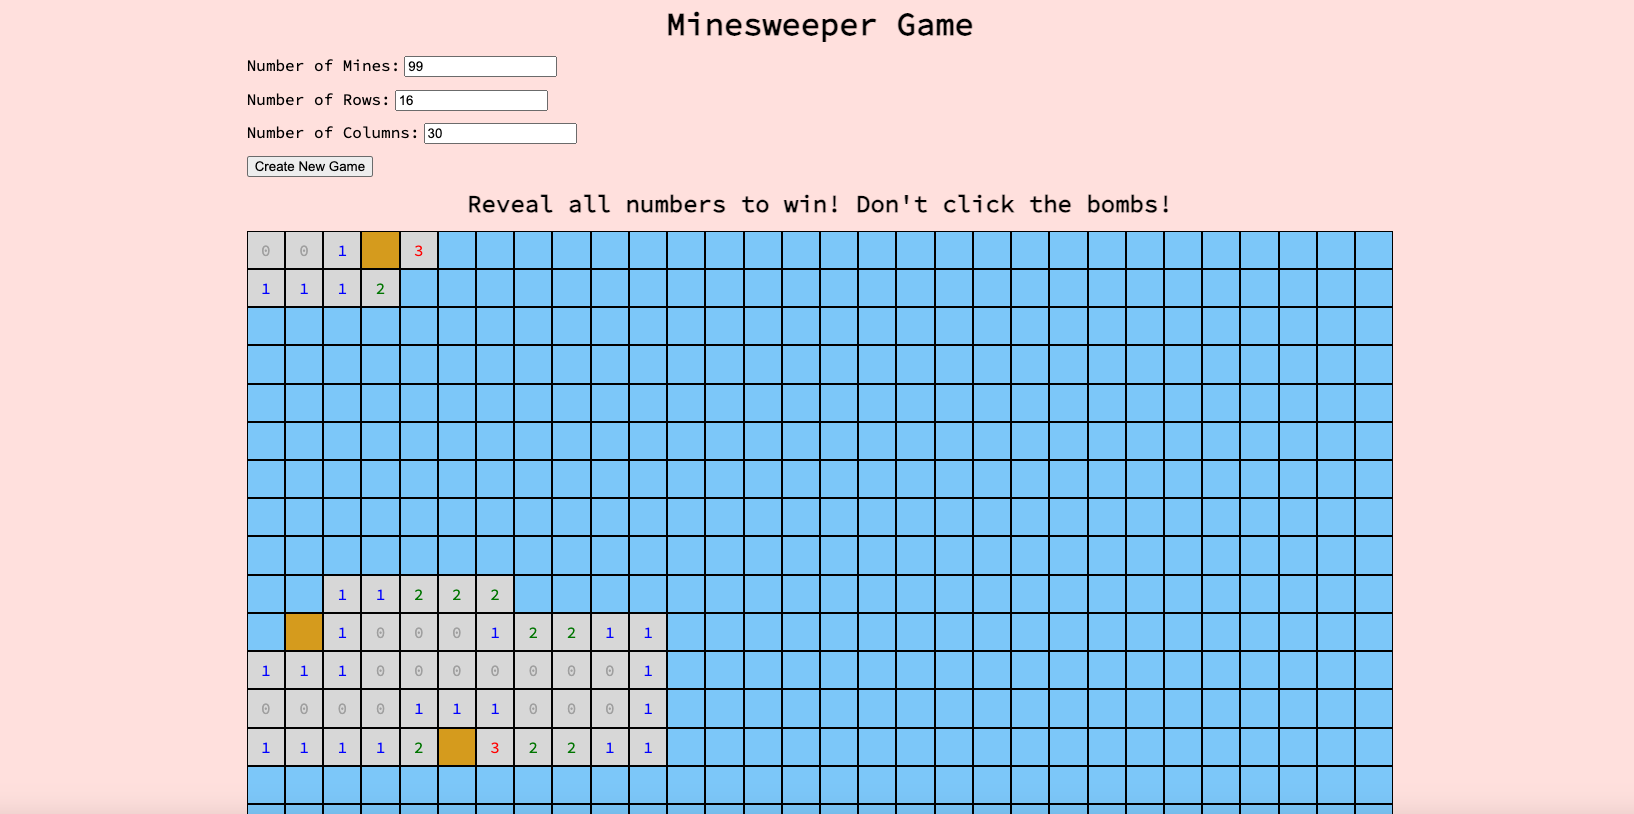 Minesweeper Game
Number of Mines: 99
Number of Rows: 16
Number of Columns: 30
Create New Game
Reveal all numbers to win! Don't click the bombs!
0 0 1 3
1 1 1 2
1 1 2 2 2
1 0 0 0 1 2 2 1 1
1 1 1 0 0 0 0 0 0 0 1
0 0 0 0 1 1 1 0 0 0 1
1 1 1 1 2 3 2 2 1 1